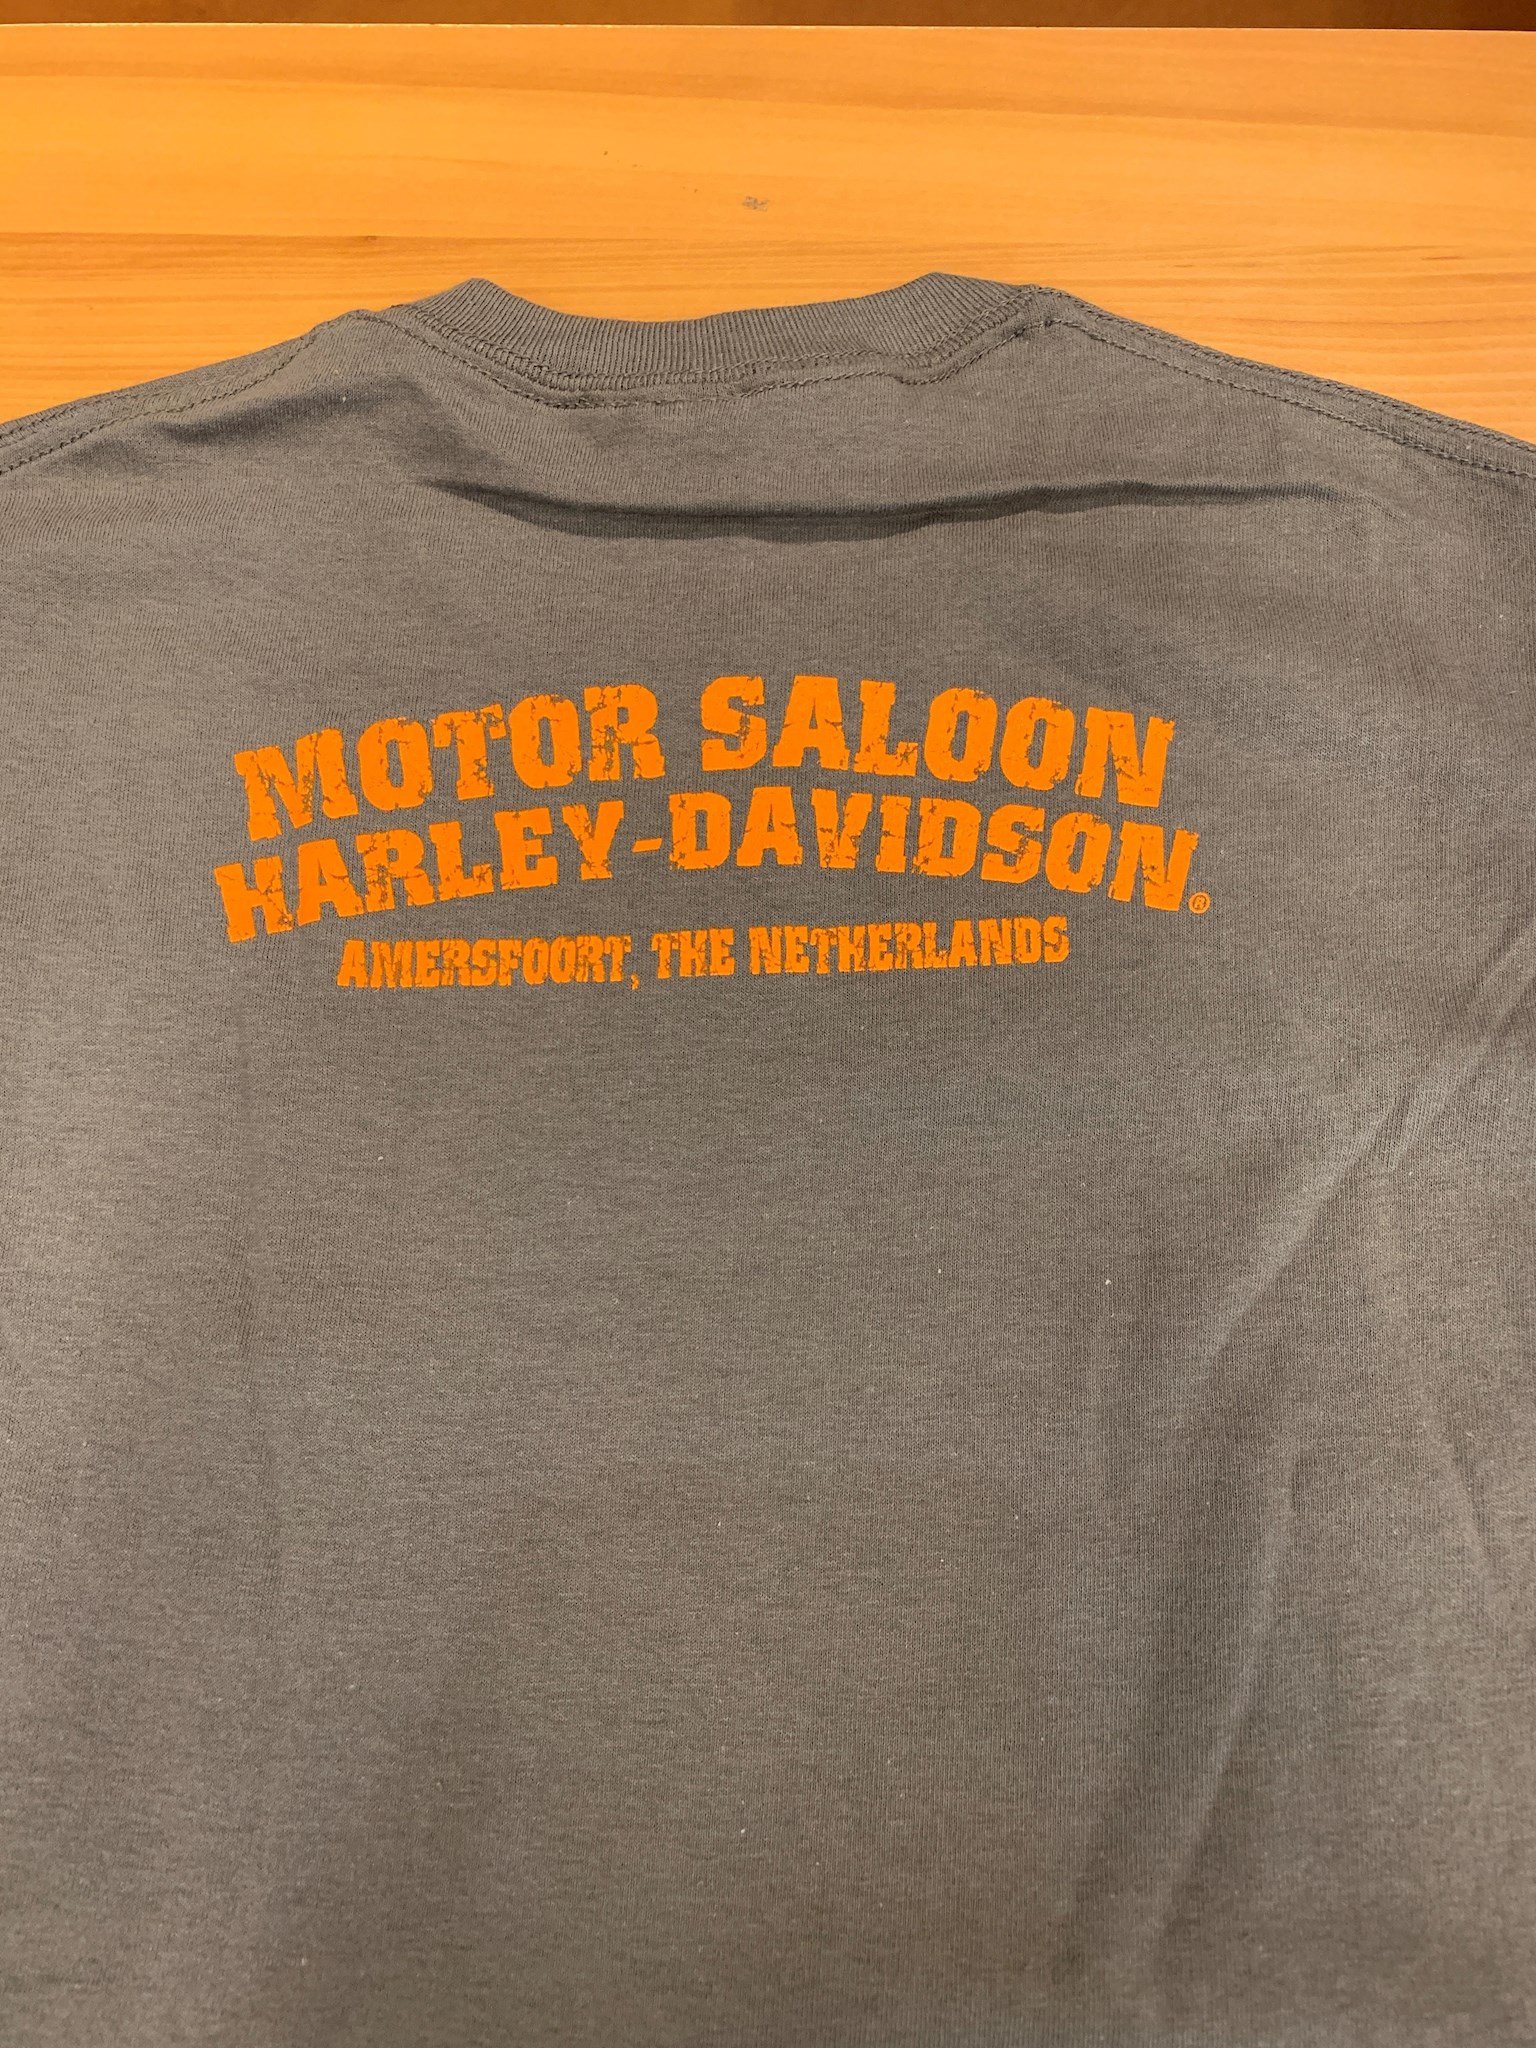 MOTOR SALOON
HARLEY-DAVIDSON®
AMERSFOORT, THE NETHERLANDS